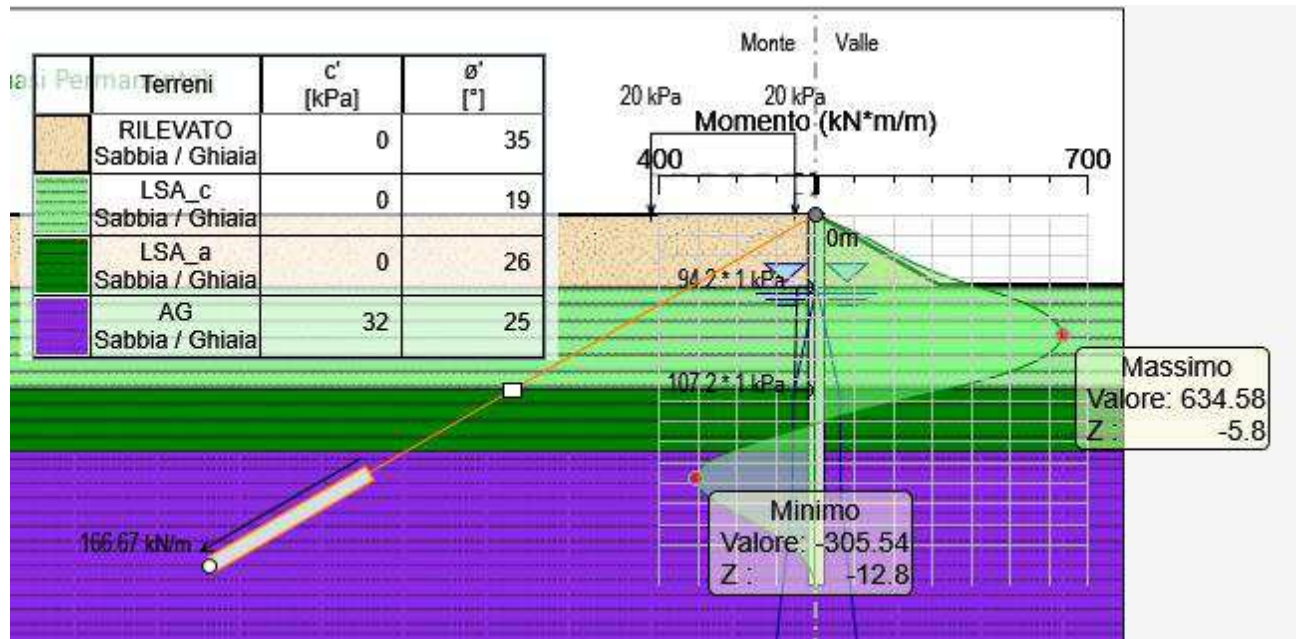 Monte Valle
asi Permanente
Terreni c' [kPa] ø' [°]
RILEVATO
Sabbia / Ghiaia 0 35
LSA_c
Sabbia / Ghiaia 0 19
LSA_a
Sabbia / Ghiaia 0 26
AG
Sabbia / Ghiaia 32 25
20 kPa 20 kPa
Momento (kN*m/m)
400 700
0m
94.2 * 1 kPa
107.2 * 1 kPa
Massimo
Valore: 634.58
Z : -5.8
Minimo
Valore: -305.54
Z : -12.8
166.67 kN/m